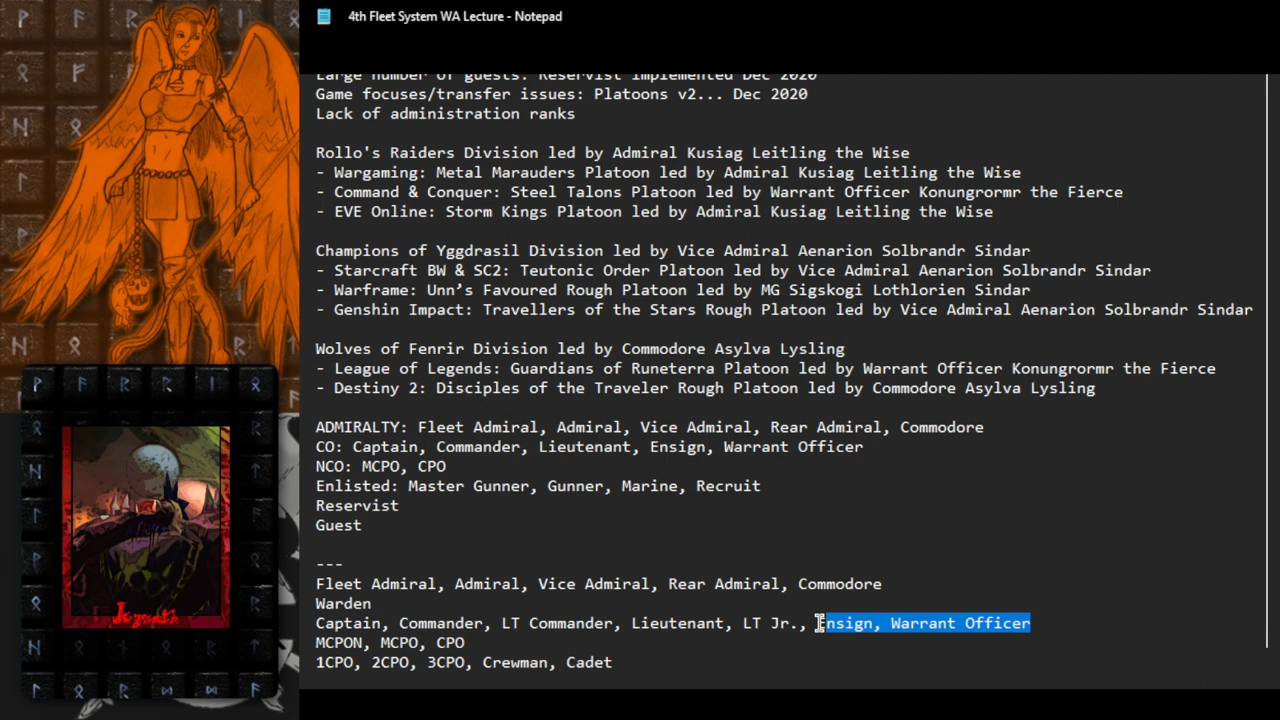 4th Fleet System WA Lecture - Notepad
Large number of guests: Reservist implemented Dec 2020
Game focuses/transfer issues: Platoons v2... Dec 2020
Lack of administration ranks
Rollo's Raiders Division led by Admiral Kusiag Leitling the Wise
- Wargaming: Metal Marauders Platoon led by Admiral Kusiag Leitling the Wise
- Command & Conquer: Steel Talons Platoon led by Warrant Officer Konungrormr the Fierce
- EVE Online: Storm Kings Platoon led by Admiral Kusiag Leitling the Wise
Champions of Yggdrasil Division led by Vice Admiral Aenarion Solbrandr Sindar
- Starcraft BW & SC2: Teutonic Order Platoon led by Vice Admiral Aenarion Solbrandr Sindar
- Warframe: Unn’s Favoured Rough Platoon led by MG Sigskogi Lothlorien Sindar
- Genshin Impact: Travellers of the Stars Rough Platoon led by Vice Admiral Aenarion Solbrandr Sindar
Wolves of Fenrir Division led by Commodore Asylva Lysling
- League of Legends: Guardians of Runeterra Platoon led by Warrant Officer Konungrormr the Fierce
- Destiny 2: Disciples of the Traveler Rough Platoon led by Commodore Asylva Lysling
ADMIRALTY: Fleet Admiral, Admiral, Vice Admiral, Rear Admiral, Commodore
CO: Captain, Commander, Lieutenant, Ensign, Warrant Officer
NCO: MCPO, CPO
Enlisted: Master Gunner, Gunner, Marine, Recruit
Reservist
Guest
---
Fleet Admiral, Admiral, Vice Admiral, Rear Admiral, Commodore
Warden
Captain, Commander, LT Commander, Lieutenant, LT Jr., Ensign, Warrant Officer
MCPON, MCPO, CPO
1CPO, 2CPO, 3CPO, Crewman, Cadet